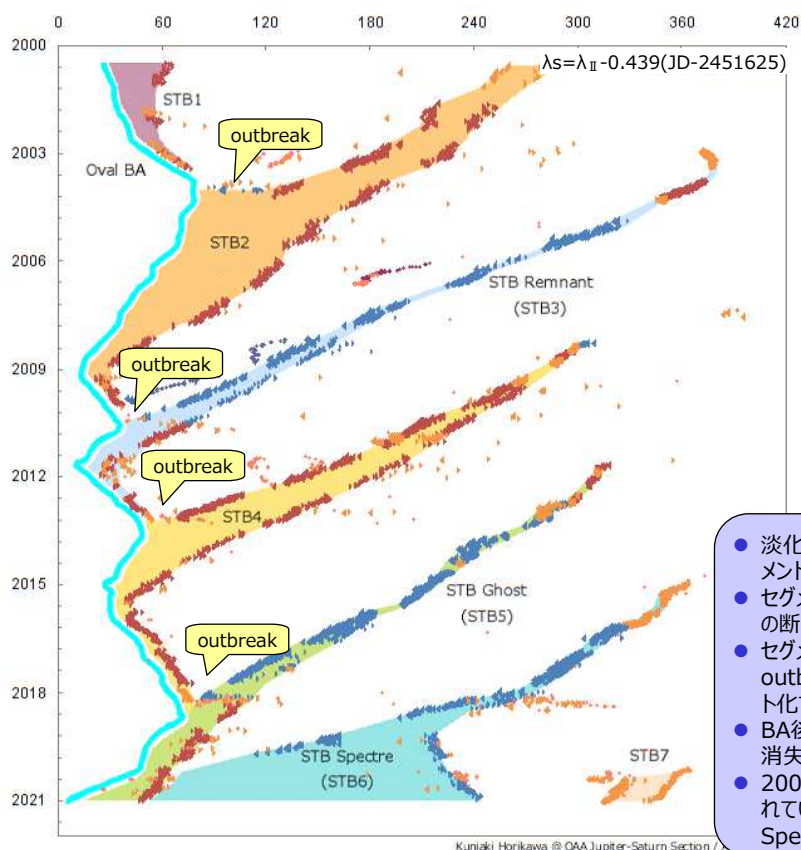 0 60 120 180 240 300 360 420
2000
λs=λⅡ-0.439(JD-2451625)
STB1
outbreak
2003
Oval BA
STB2
2006
STB Remnant
(STB3)
2009
outbreak
2012
outbreak
STB4
2015
STB Ghost
(STB5)
outbreak
2018
STB Spectre
(STB6)
STB7
2021
Kuniaki Horikawa @ OAA Jupiter-Saturn Section /
● 淡化
メント
● セグメ
の断
● セグメ
outb
ト化
● BA後
消失
● 200
れてい
Spe